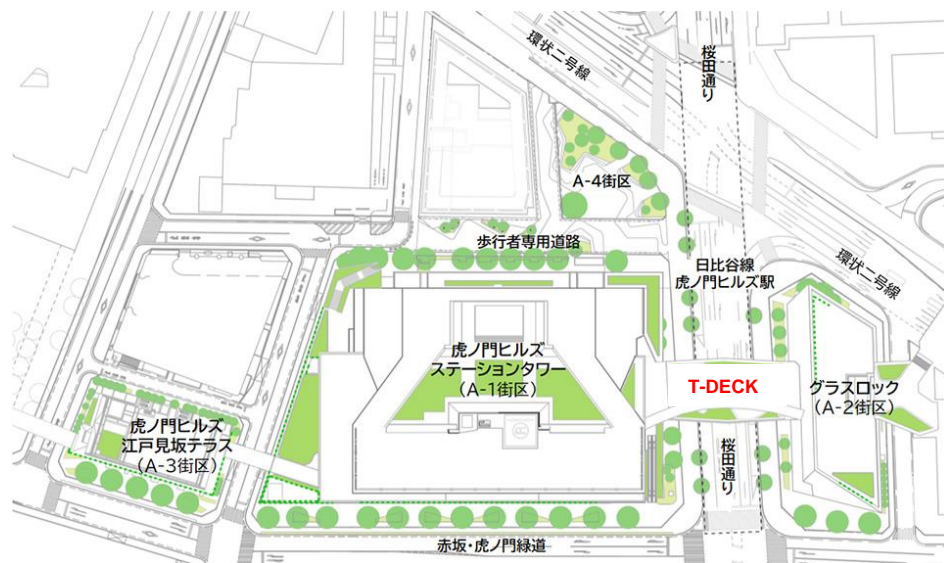 環状二号線
桜田通り
A-4街区
歩行者専用道路
日比谷線
虎ノ門ヒルズ駅
環状二号線
虎ノ門ヒルズ
ステーションタワー
（A-1街区）
T-DECK
グラスロック
（A-2街区）
虎ノ門ヒルズ
江戸見坂テラス
（A-3街区）
桜田通り
赤坂・虎ノ門緑道